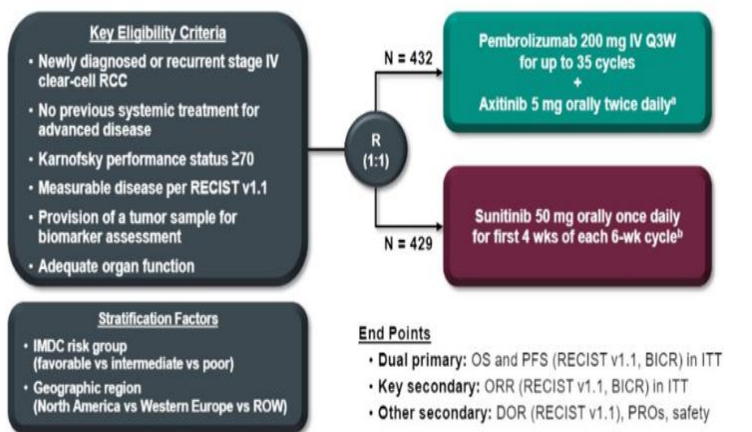 Key Eligibility Criteria
• Newly diagnosed or recurrent stage IV
clear-cell RCC
• No previous systemic treatment for
advanced disease
• Karnofsky performance status ≥70
• Measurable disease per RECIST v1.1
• Provision of a tumor sample for
biomarker assessment
• Adequate organ function
Stratification Factors
• IMDC risk group
(favorable vs intermediate vs poor)
• Geographic region
(North America vs Western Europe vs ROW)
R
(1:1)
N = 432
N = 429
Pembrolizumab 200 mg IV Q3W
for up to 35 cycles
+
Axitinib 5 mg orally twice dailyᵃ
Sunitinib 50 mg orally once daily
for first 4 wks of each 6-wk cycleᵇ
End Points
• Dual primary: OS and PFS (RECIST v1.1, BICR) in ITT
• Key secondary: ORR (RECIST v1.1, BICR) in ITT
• Other secondary: DOR (RECIST v1.1), PROs, safety